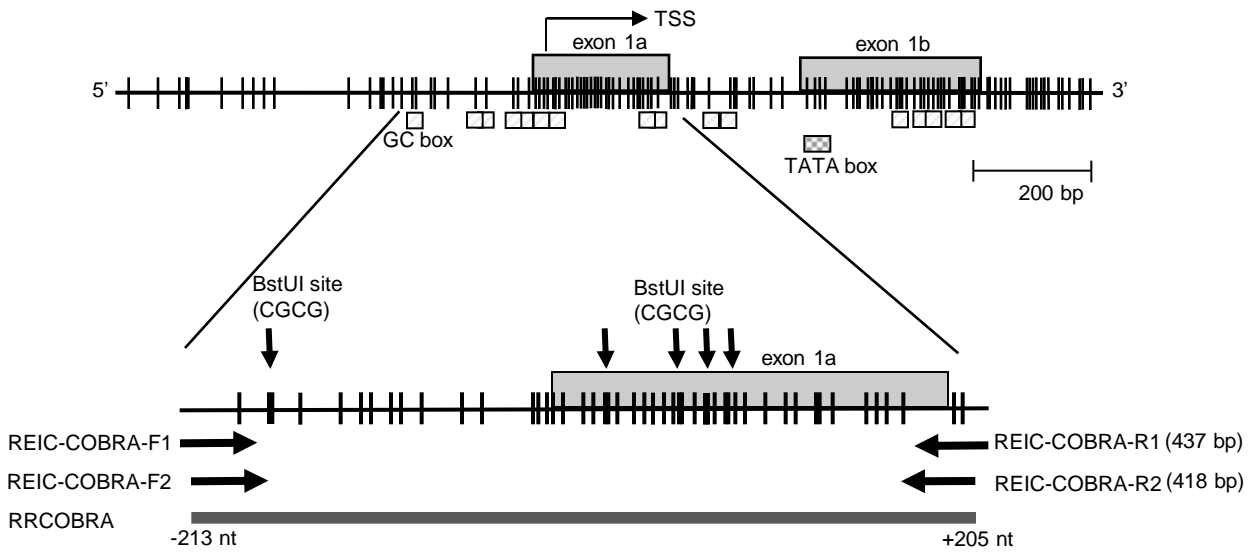 TSS
exon 1a
exon 1b
5'
3'
GC box
TATA box
200 bp
BstUI site
(CGCG)
BstUI site
(CGCG)
exon 1a
REIC-COBRA-F1
REIC-COBRA-R1 (437 bp)
REIC-COBRA-F2
REIC-COBRA-R2 (418 bp)
RRCOBRA
-213 nt
+205 nt